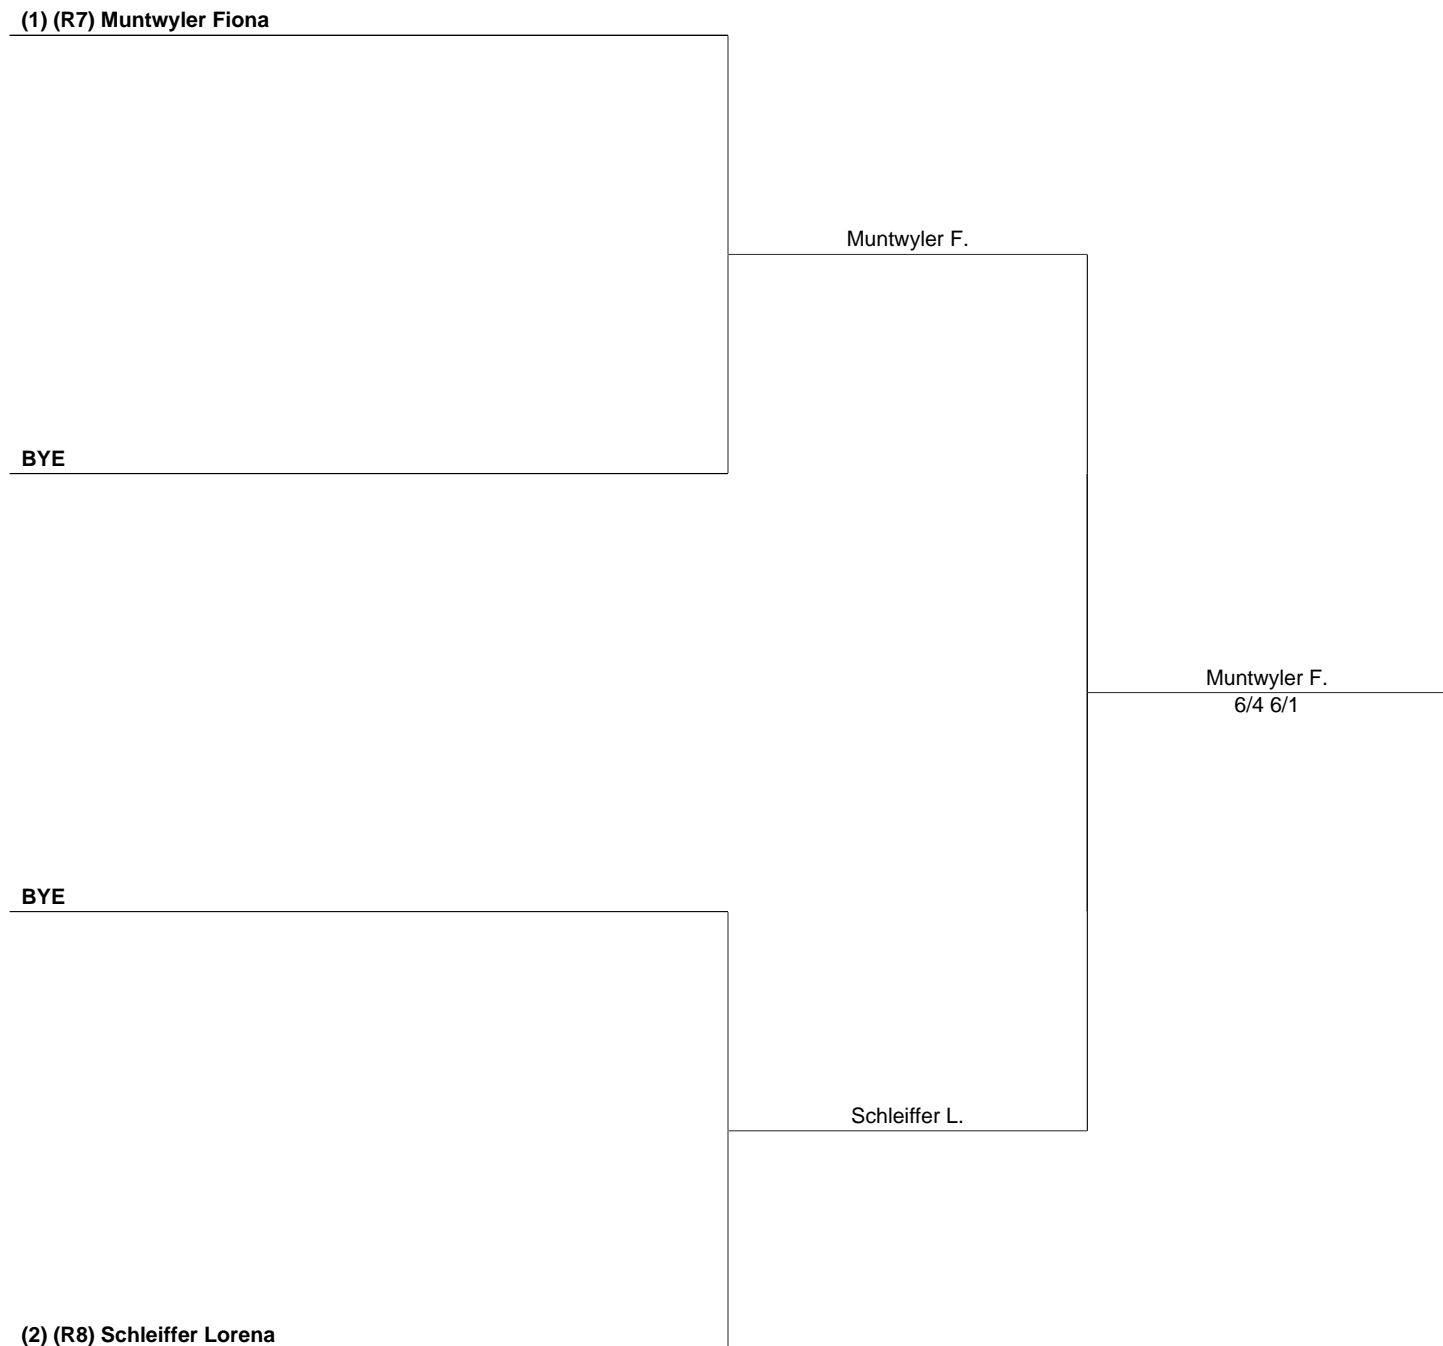 (1) (R7) Muntwyler Fiona
Muntwyler F.
BYE
Muntwyler F.
6/4 6/1
BYE
Schleiffer L.
(2) (R8) Schleiffer Lorena